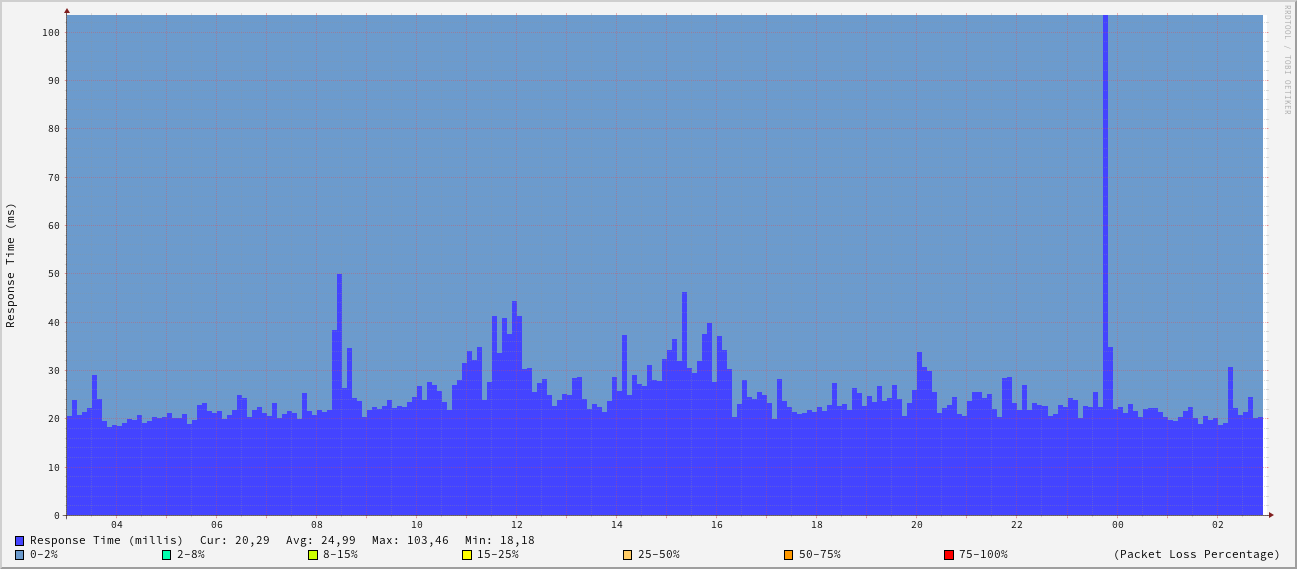 RRDTOOL / TOBI OETIKER
Response Time (ms)
100
90
80
70
60
50
40
30
20
10
0
04 06 08 10 12 14 16 18 20 22 00 02
Response Time (millis) Cur: 20,29 Avg: 24,99 Max: 103,46 Min: 18,18
0-2% 2-8% 8-15% 15-25% 25-50% 50-75% 75-100% (Packet Loss Percentage)